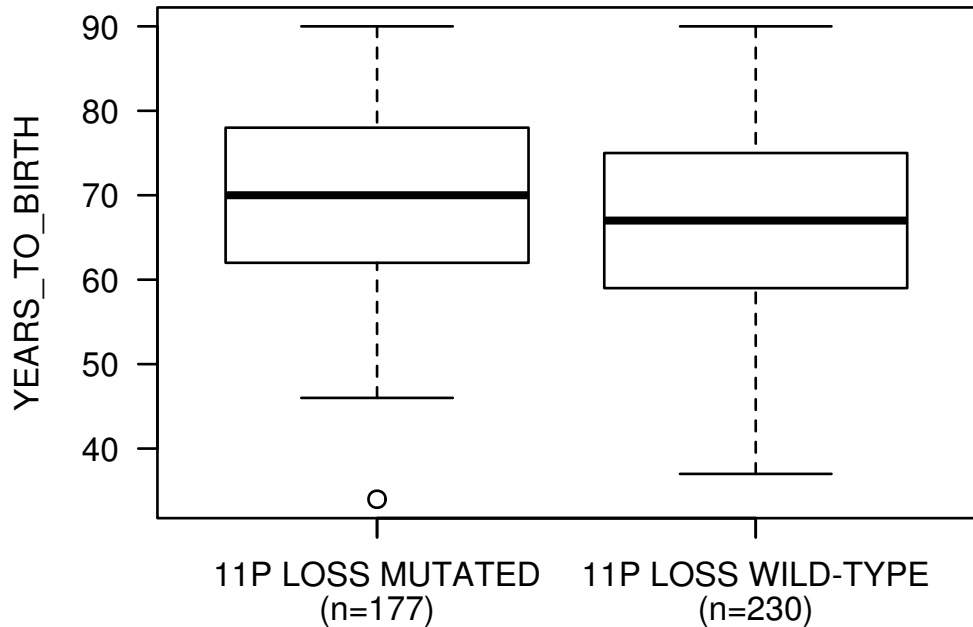 YEARS_TO_BIRTH
90
80
70
60
50
40
11P LOSS MUTATED
(n=177)
11P LOSS WILD-TYPE
(n=230)